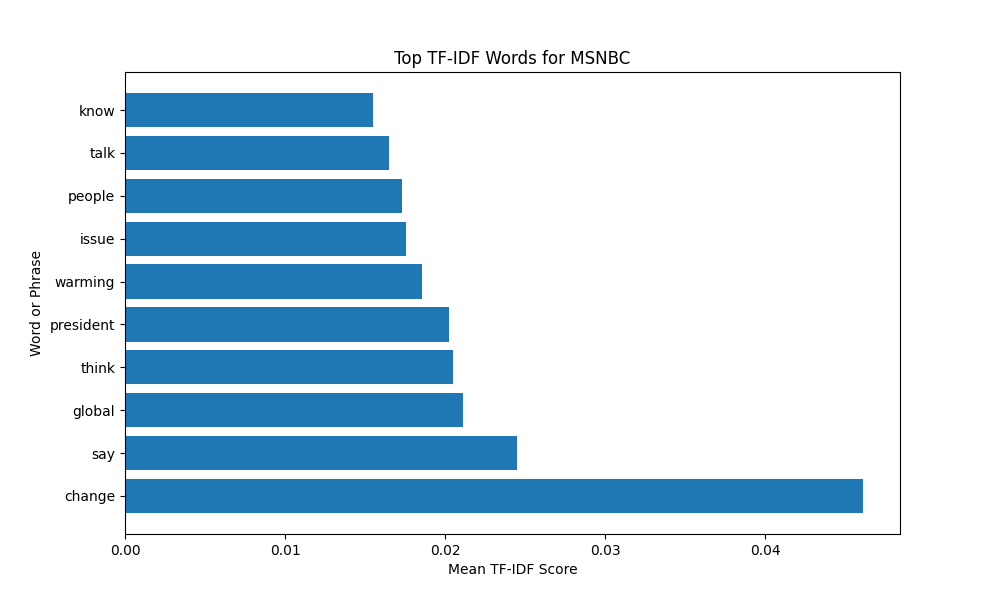 Top TF-IDF Words for MSNBC
Word or Phrase
know
talk
people
issue
warming
president
think
global
say
change
0.00 0.01 0.02 0.03 0.04
Mean TF-IDF Score